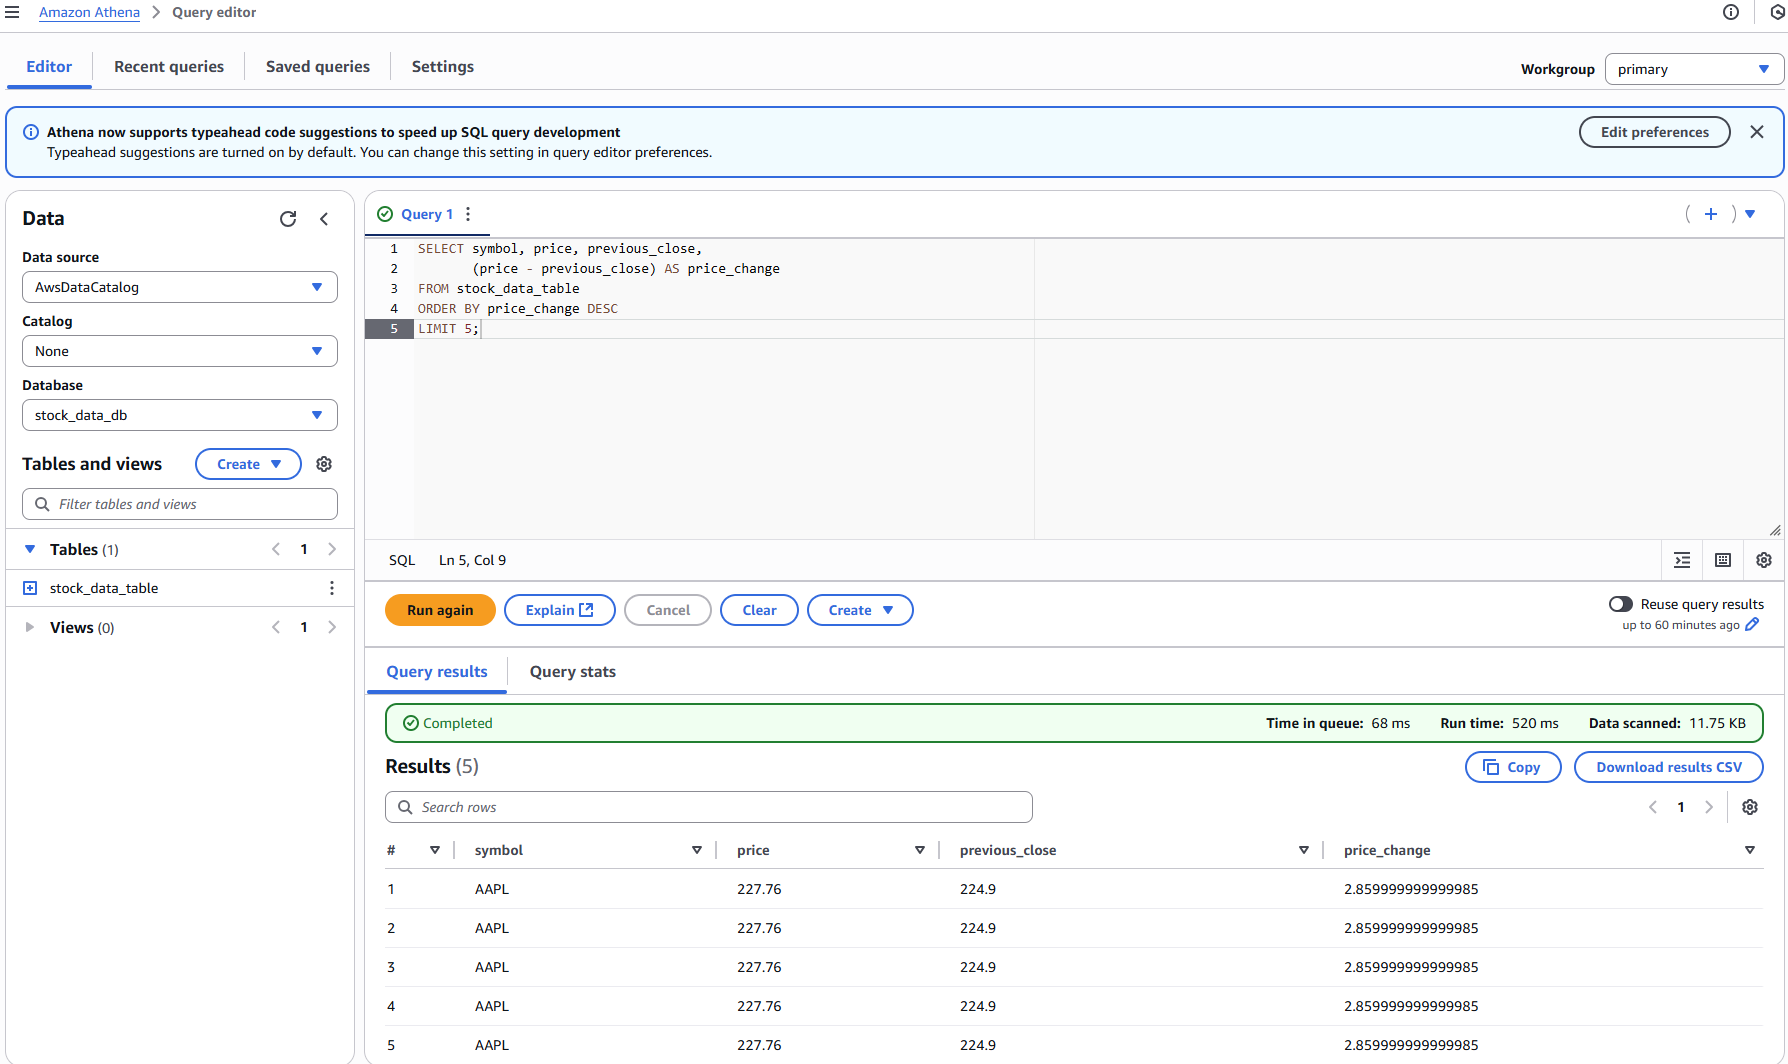 Amazon Athena > Query editor
Editor
Recent queries
Saved queries
Settings
Workgroup
primary
Athena now supports typeahead code suggestions to speed up SQL query development
Typeahead suggestions are turned on by default. You can change this setting in query editor preferences.
Edit preferences
Data
Data source
AwsDataCatalog
Catalog
None
Database
stock_data_db
Tables and views
Create
Filter tables and views
Tables (1)
1
stock_data_table
Views (0)
1
Query 1
1 SELECT symbol, price, previous_close,
2 (price - previous_close) AS price_change
3 FROM stock_data_table
4 ORDER BY price_change DESC
5 LIMIT 5;
SQL Ln 5, Col 9
Run again
Explain
Cancel
Clear
Create
Reuse query results
up to 60 minutes ago
Query results
Query stats
Completed
Time in queue: 68 ms
Run time: 520 ms
Data scanned: 11.75 KB
Results (5)
Copy
Download results CSV
Search rows
1
# symbol price previous_close price_change
1 AAPL 227.76 224.9 2.859999999999985
2 AAPL 227.76 224.9 2.859999999999985
3 AAPL 227.76 224.9 2.859999999999985
4 AAPL 227.76 224.9 2.859999999999985
5 AAPL 227.76 224.9 2.859999999999985